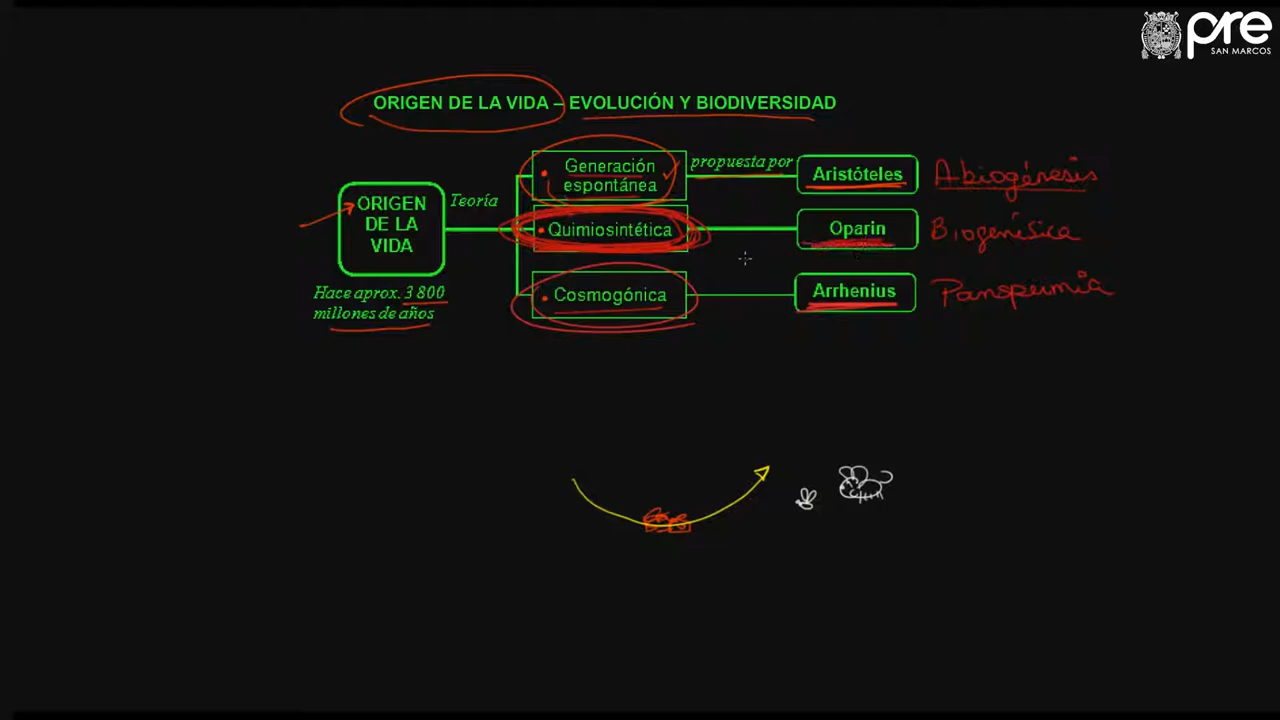 pre
SAN MARCOS
ORIGEN DE LA VIDA – EVOLUCIÓN Y BIODIVERSIDAD
ORIGEN
DE LA
VIDA
Hace aprox. 3 800
millones de años
Teoría
Generación
espontánea
propuesta por
Aristóteles
Abiogénesis
Quimiosintética
Oparin
Biogenética
Cosmogónica
Arrhenius
Panspermia